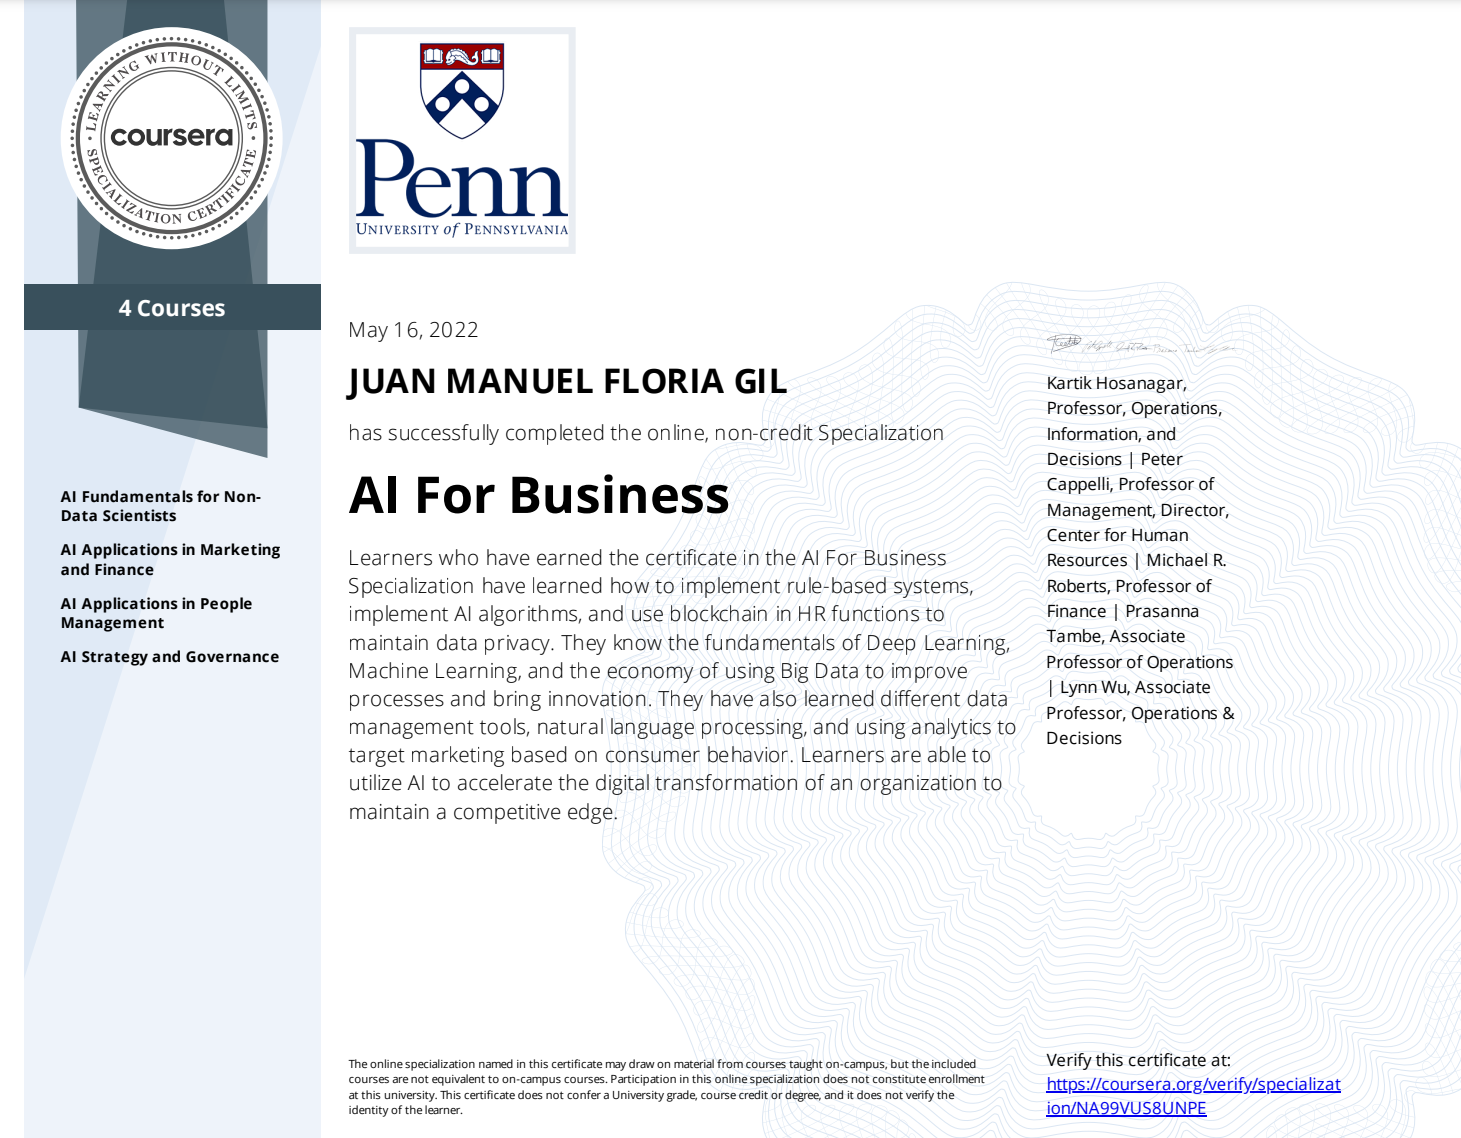 LEARNING WITHOUT LIMITS
coursera
SPECIALIZATION CERTIFICATE
4 Courses
AI Fundamentals for Non-
Data Scientists
AI Applications in Marketing
and Finance
AI Applications in People
Management
AI Strategy and Governance
Penn
UNIVERSITY of PENNSYLVANIA
May 16, 2022
JUAN MANUEL FLORIA GIL
has successfully completed the online, non-credit Specialization
AI For Business
Learners who have earned the certificate in the AI For Business
Specialization have learned how to implement rule-based systems,
implement AI algorithms, and use blockchain in HR functions to
maintain data privacy. They know the fundamentals of Deep Learning,
Machine Learning, and the economy of using Big Data to improve
processes and bring innovation. They have also learned different data
management tools, natural language processing, and using analytics to
target marketing based on consumer behavior. Learners are able to
utilize AI to accelerate the digital transformation of an organization to
maintain a competitive edge.
Kartik Hosanagar,
Professor, Operations,
Information, and
Decisions | Peter
Cappelli, Professor of
Management, Director,
Center for Human
Resources | Michael R.
Roberts, Professor of
Finance | Prasanna
Tambe, Associate
Professor of Operations
| Lynn Wu, Associate
Professor, Operations &
Decisions
The online specialization named in this certificate may draw on material from courses taught on-campus, but the included
courses are not equivalent to on-campus courses. Participation in this online specialization does not constitute enrollment
at this university. This certificate does not confer a University grade, course credit or degree, and it does not verify the
identity of the learner.
Verify this certificate at:
https://coursera.org/verify/specializat
ion/NA99VUS8UNPE